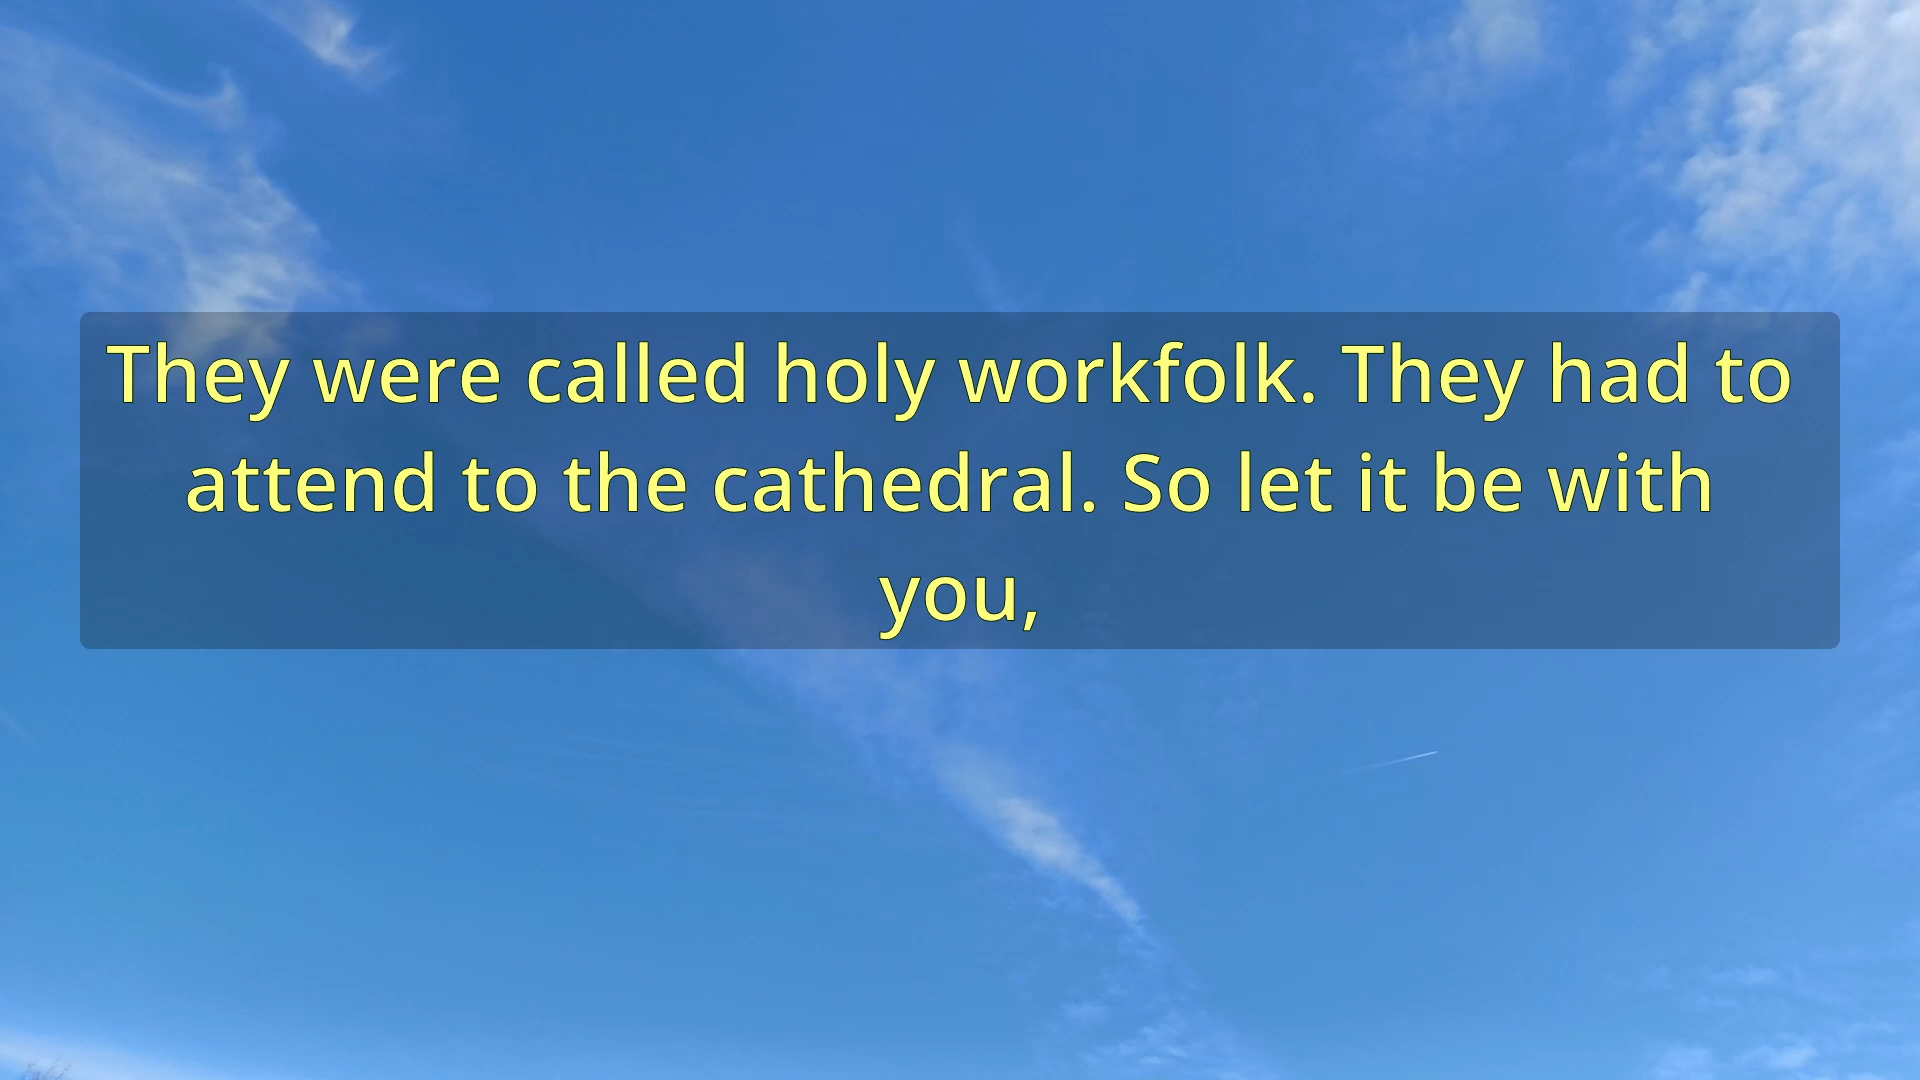 They were called holy workfolk. They had to
attend to the cathedral. So let it be with
you,